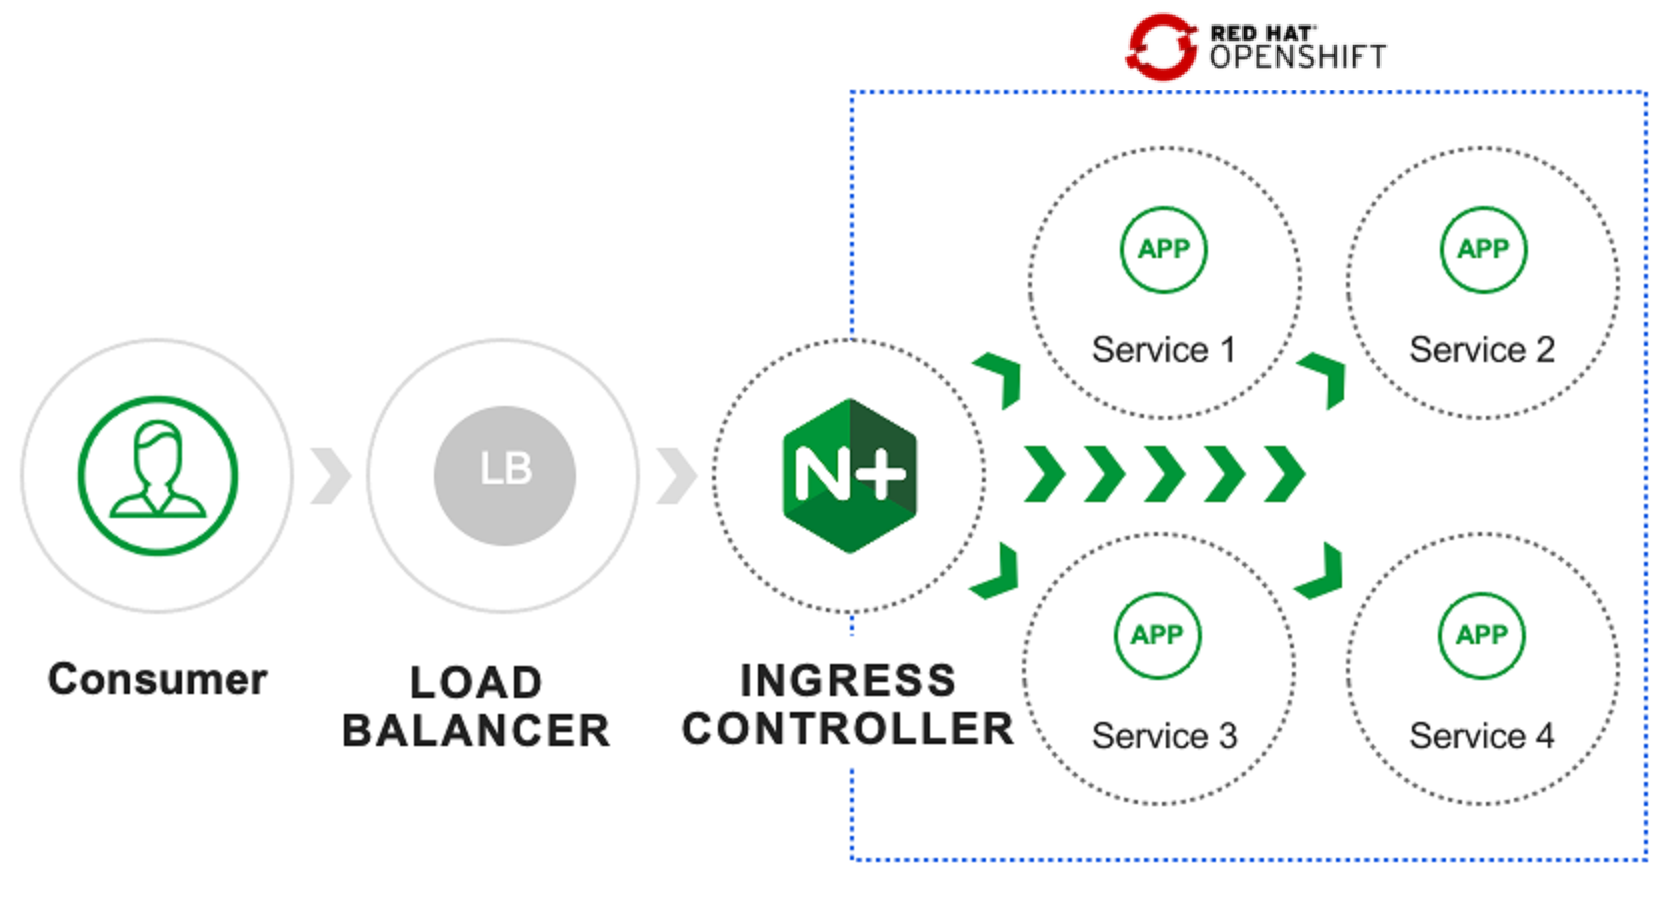 RED HAT
OPENSHIFT
APP
Service 1
APP
Service 2
LB
N+
Consumer
LOAD
BALANCER
INGRESS
CONTROLLER
APP
Service 3
APP
Service 4